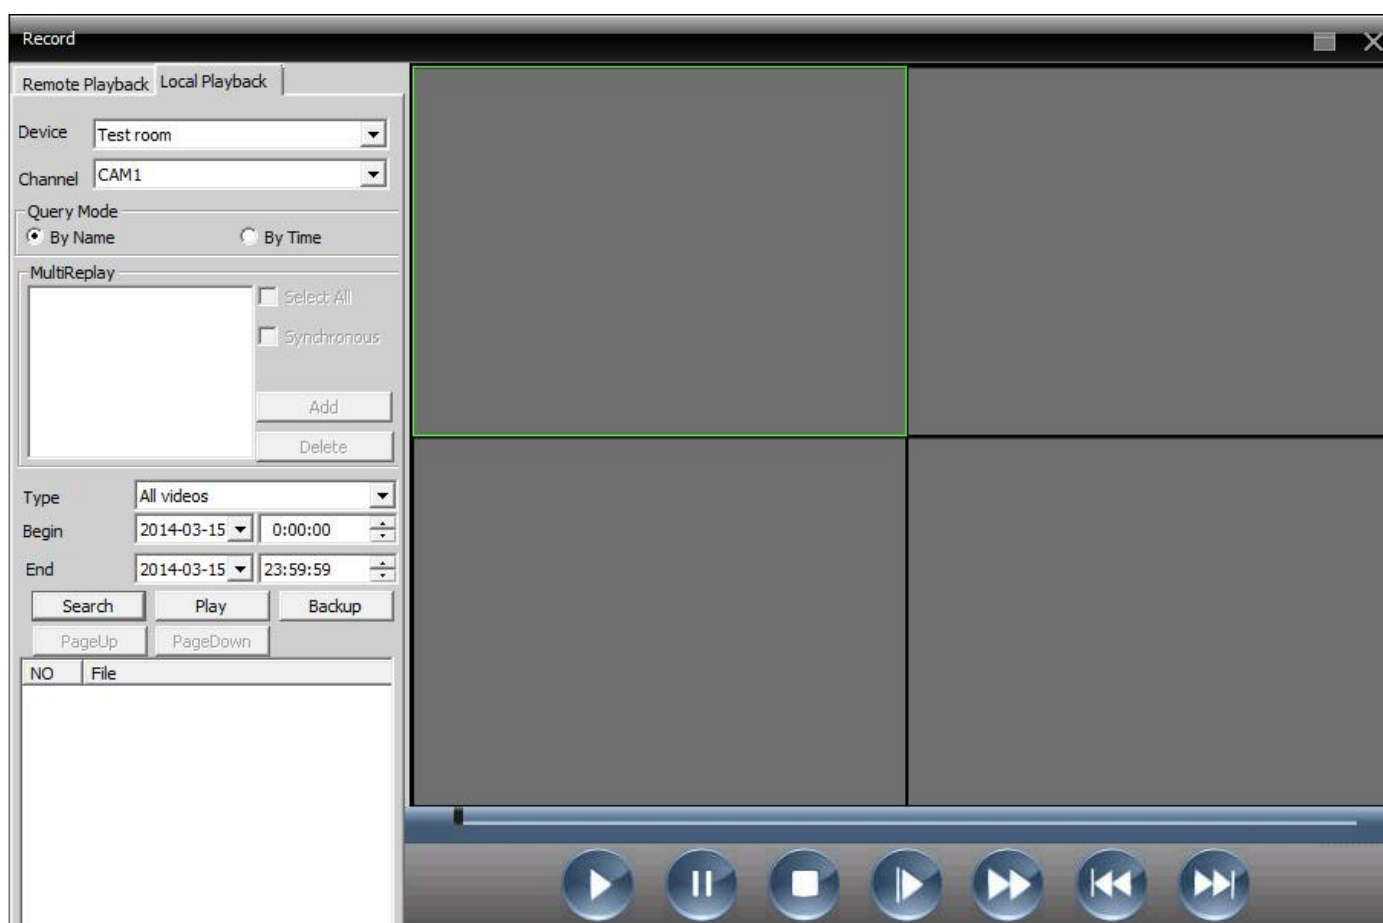 Record
Remote Playback Local Playback
Device Test room
Channel CAM1
Query Mode
By Name By Time
MultiReplay
Select All
Synchronous
Add
Delete
Type All videos
Begin 2014-03-15 0:00:00
End 2014-03-15 23:59:59
Search Play Backup
PageUp PageDown
NO File